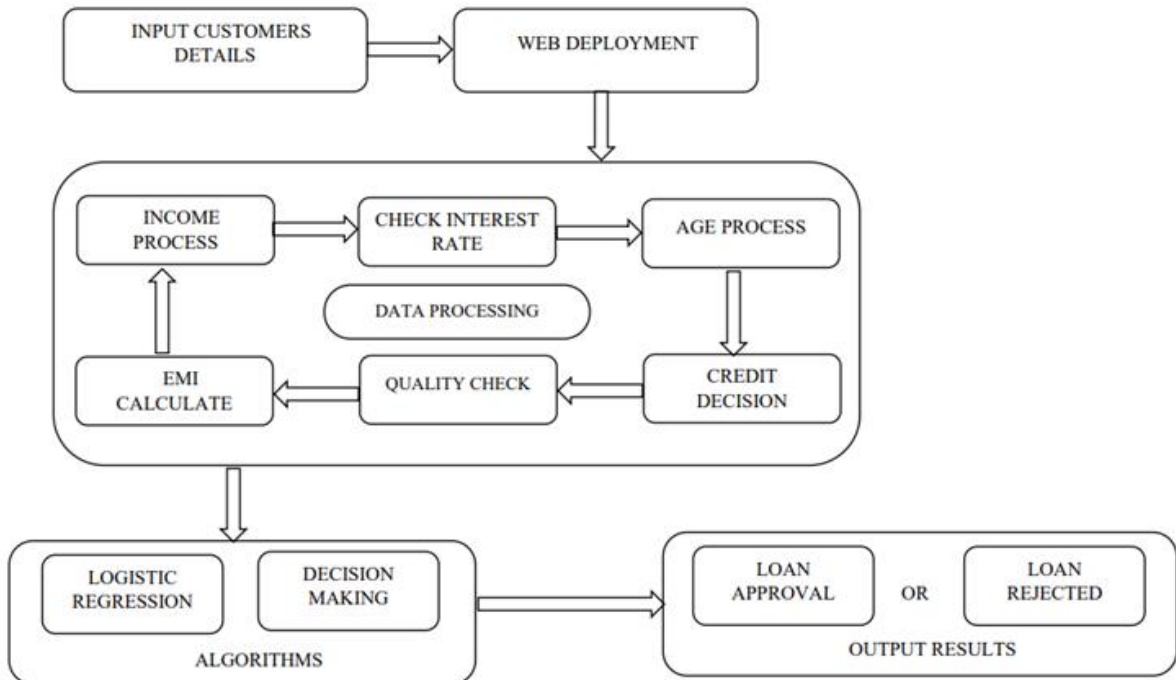 INPUT CUSTOMERS
DETAILS
WEB DEPLOYMENT
INCOME
PROCESS
CHECK INTEREST
RATE
AGE PROCESS
DATA PROCESSING
EMI
CALCULATE
QUALITY CHECK
CREDIT
DECISION
LOGISTIC
REGRESSION
DECISION
MAKING
ALGORITHMS
LOAN
APPROVAL
OR
LOAN
REJECTED
OUTPUT RESULTS